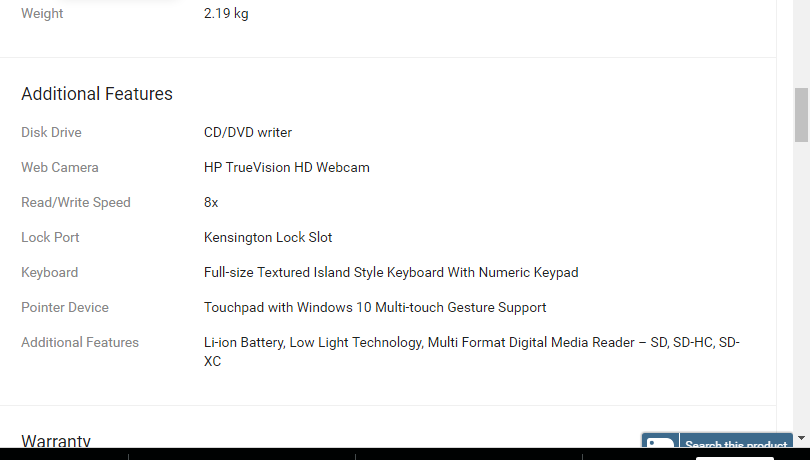 Weight 2.19 kg
Additional Features
Disk Drive CD/DVD writer
Web Camera HP TrueVision HD Webcam
Read/Write Speed 8x
Lock Port Kensington Lock Slot
Keyboard Full-size Textured Island Style Keyboard With Numeric Keypad
Pointer Device Touchpad with Windows 10 Multi-touch Gesture Support
Additional Features Li-ion Battery, Low Light Technology, Multi Format Digital Media Reader – SD, SD-HC, SD-
XC
Warranty
Search this product